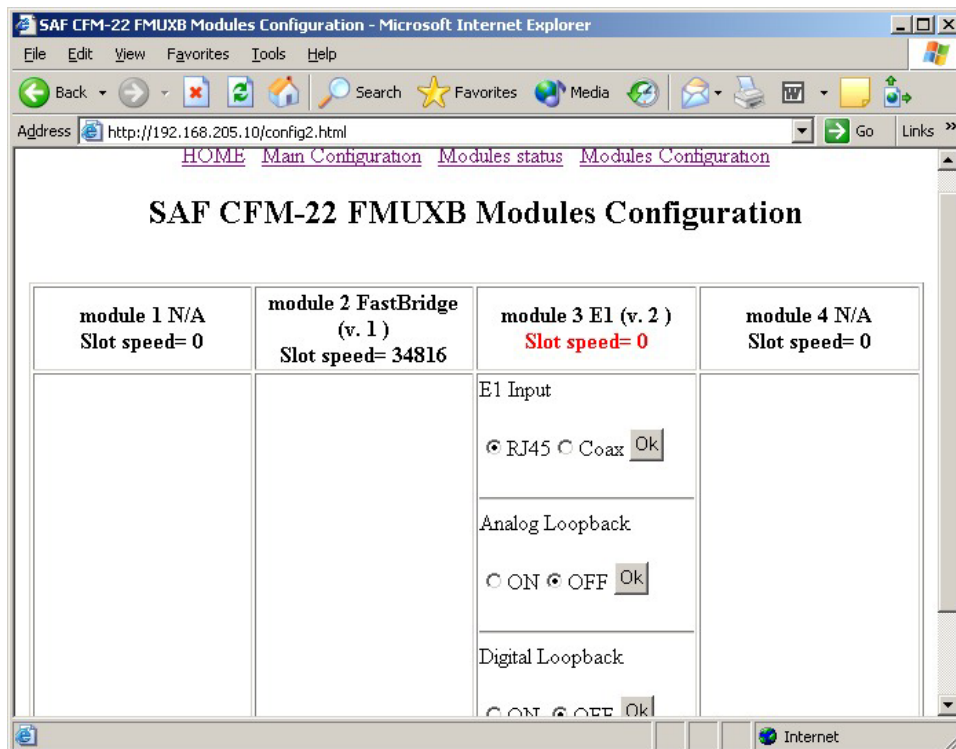 SAF CFM-22 FMUXB Modules Configuration - Microsoft Internet Explorer
File Edit View Favorites Tools Help
Back Search Favorites Media
Address http://192.168.205.10/config2.html Go Links »
HOME Main Configuration Modules status Modules Configuration
SAF CFM-22 FMUXB Modules Configuration
module 1 N/A
Slot speed= 0
module 2 FastBridge
(v. 1 )
Slot speed= 34816
module 3 E1 (v. 2 )
Slot speed= 0
module 4 N/A
Slot speed= 0
E1 Input
RJ45 Coax Ok
Analog Loopback
ON OFF Ok
Digital Loopback
ON OFF Ok
Internet